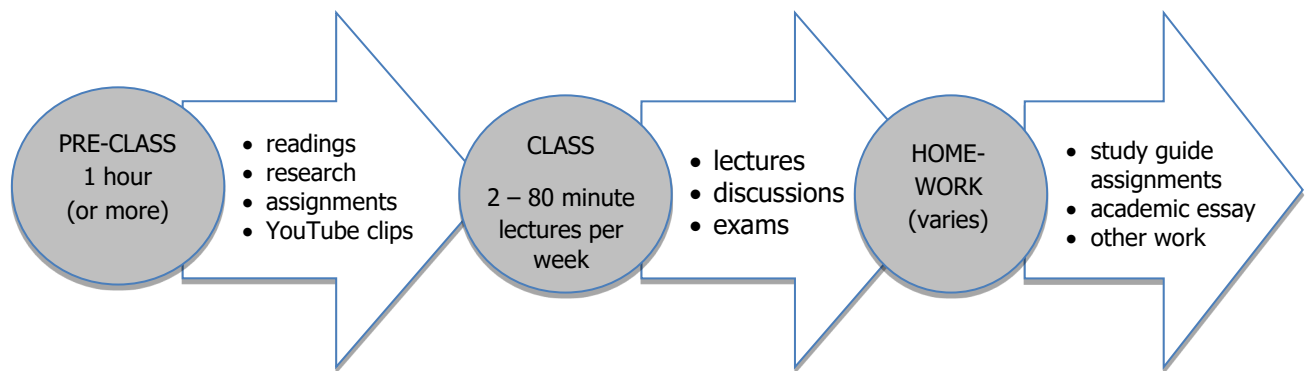 PRE-CLASS
1 hour
(or more)
• readings
• research
• assignments
• YouTube clips
CLASS
2 – 80 minute
lectures per
week
• lectures
• discussions
• exams
HOME-
WORK
(varies)
• study guide
assignments
• academic essay
• other work